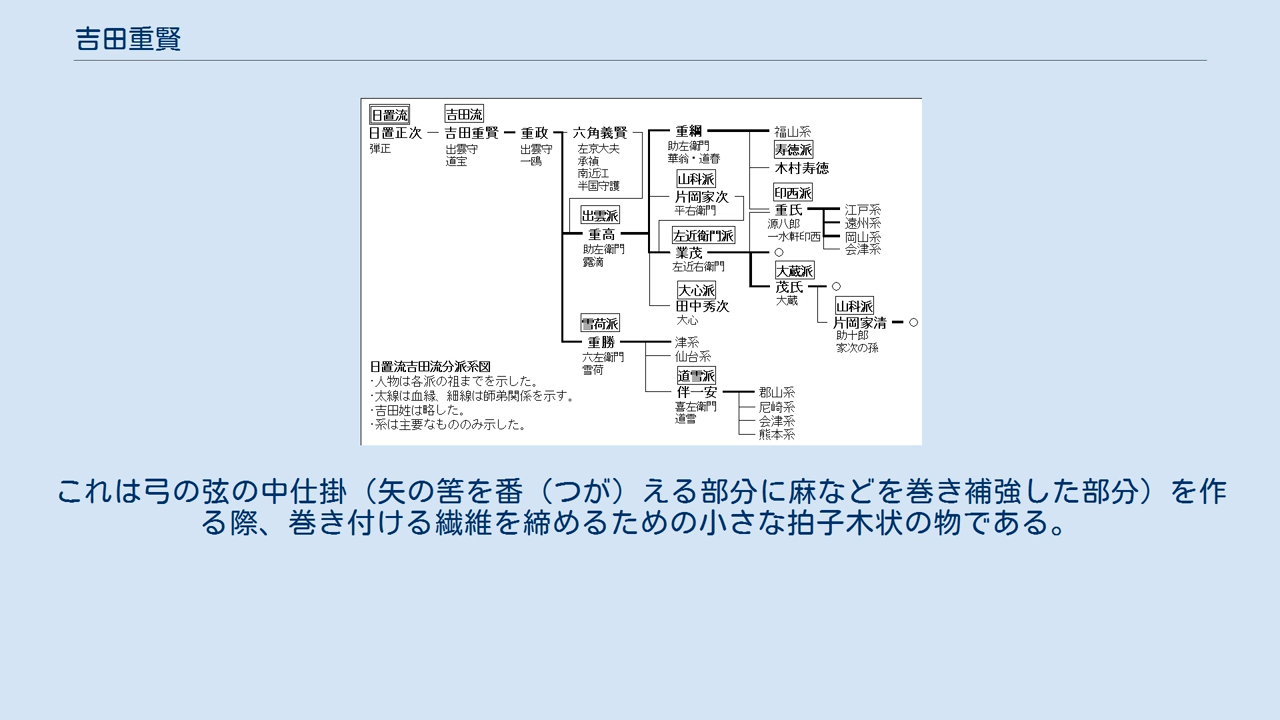 吉田重賢
日置流 吉田流
日置正次 吉田重賢 重政 六角義賢 重綱 福山系
弾正 出雲守 出雲守 左京大夫 助左衛門 寿徳派
道宝 一鴎 承禎 華翁・道春 木村寿徳
南近江 山科派
半国守護 片岡家次 印西派
平右衛門 重氏 江戸系
出雲派 源八郎 遠州系
重高 左近衛門派 一水軒印西 岡山系
助左衛門 業茂 ○ 会津系
露滴 左近右衛門 大蔵派
大心派 茂氏 ○
田中秀次 大蔵 山科派
雪荷派 大心 片岡家清 ○
重勝 津系 助十郎
六左衛門 仙台系 家次の孫
雪荷 道雪派
伴一安 郡山系
喜左衛門 尼崎系
道雪 会津系
熊本系
日置流吉田流分派系図
・人物は各派の祖までを示した。
・太線は血縁、細線は師弟関係を示す。
・吉田姓は略した。
・系は主要なもののみ示した。
これは弓の弦の中仕掛（矢の筈を番（つが）える部分に麻などを巻き補強した部分）を作
る際、巻き付ける繊維を締めるための小さな拍子木状の物である。